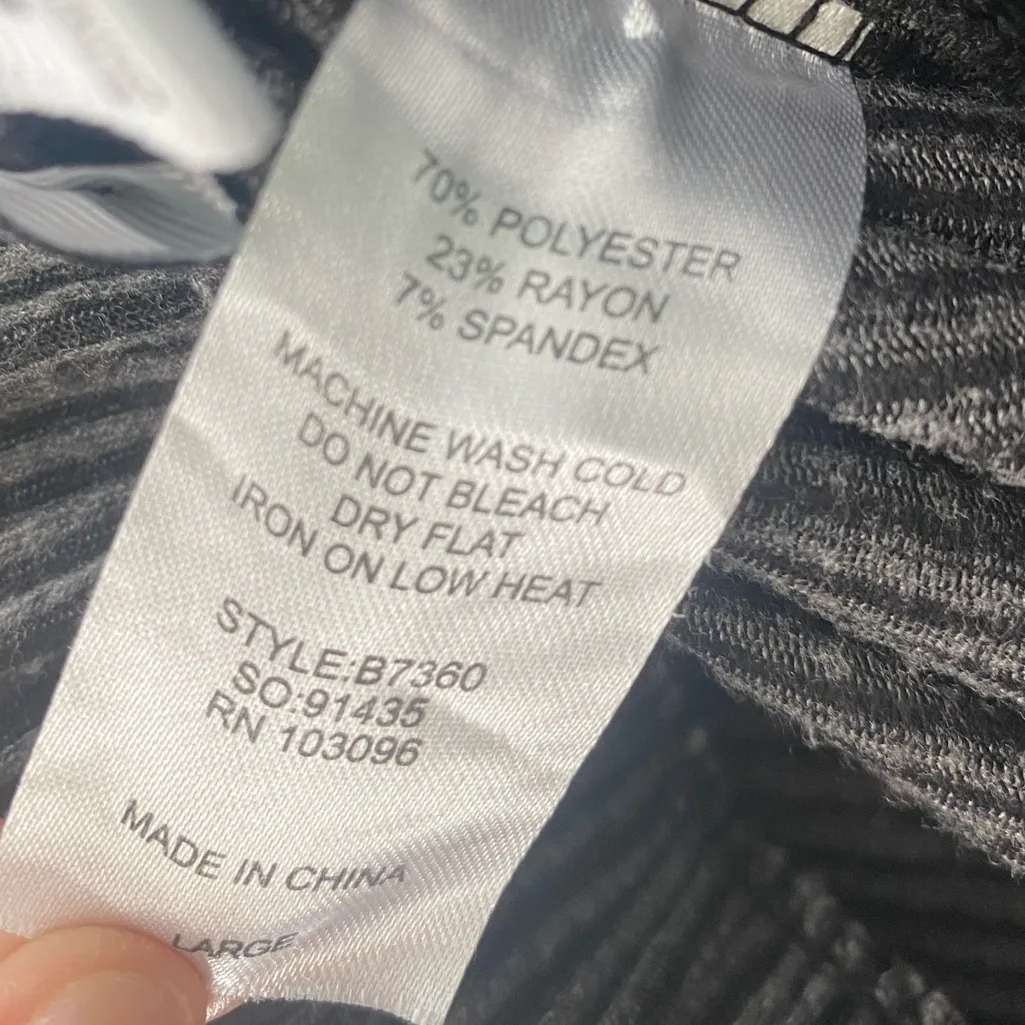 70% POLYESTER
23% RAYON
7% SPANDEX
MACHINE WASH COLD
DO NOT BLEACH
DRY FLAT
IRON ON LOW HEAT
STYLE:B7360
SO:91435
RN 103096
MADE IN CHINA
LARGE